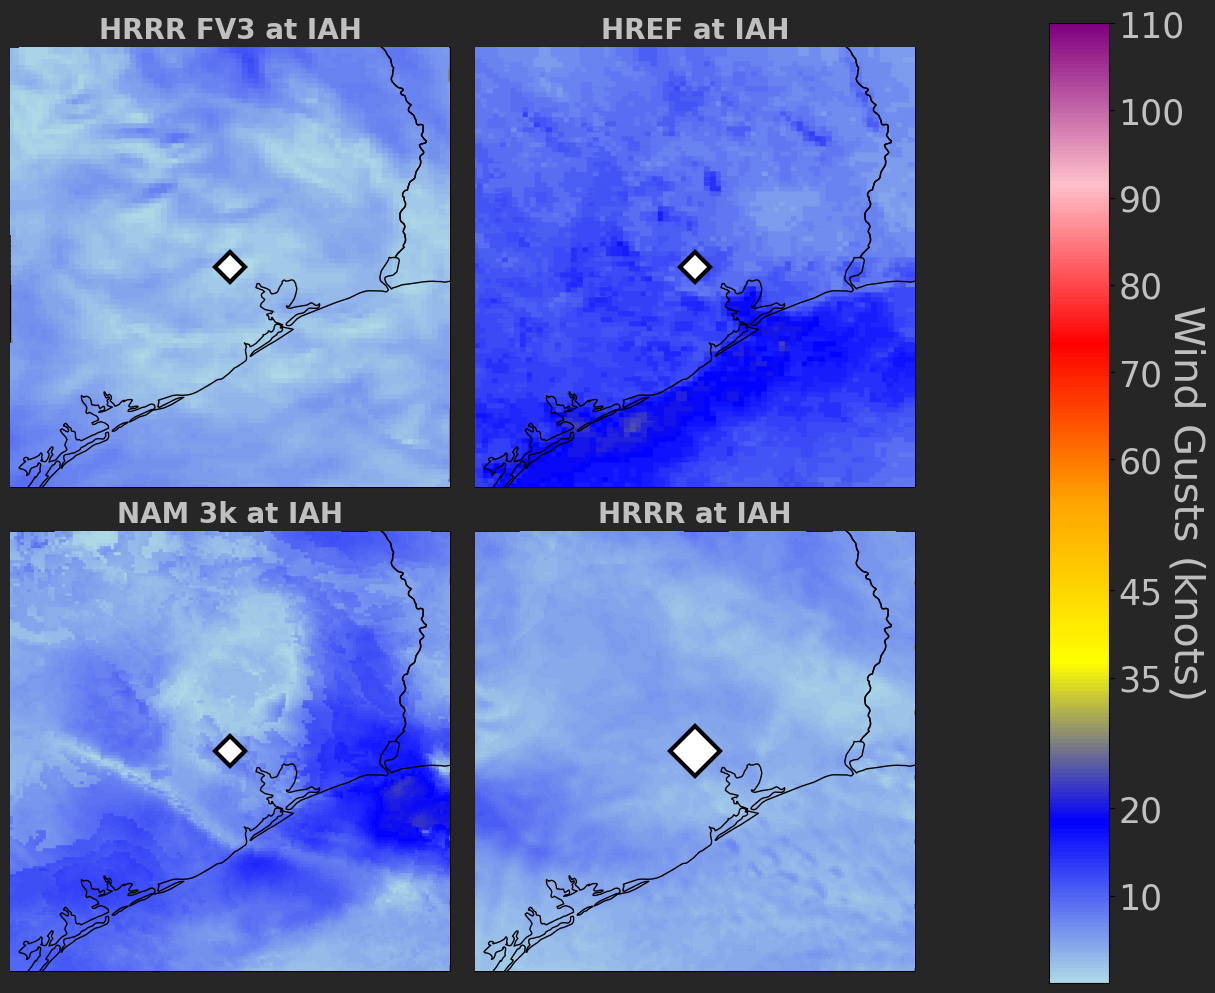 HRRR FV3 at IAH
HREF at IAH
NAM 3k at IAH
HRRR at IAH
110
100
90
80
70
60
45
35
20
10
Wind Gusts (knots)